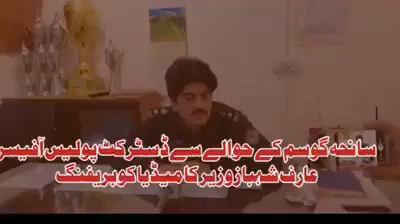 سانحہ گوسم کے حوالے سے ڈسٹرکٹ پولیس آفیسر
عارف شہباز وزیر کا میڈیا کو بریفنگ